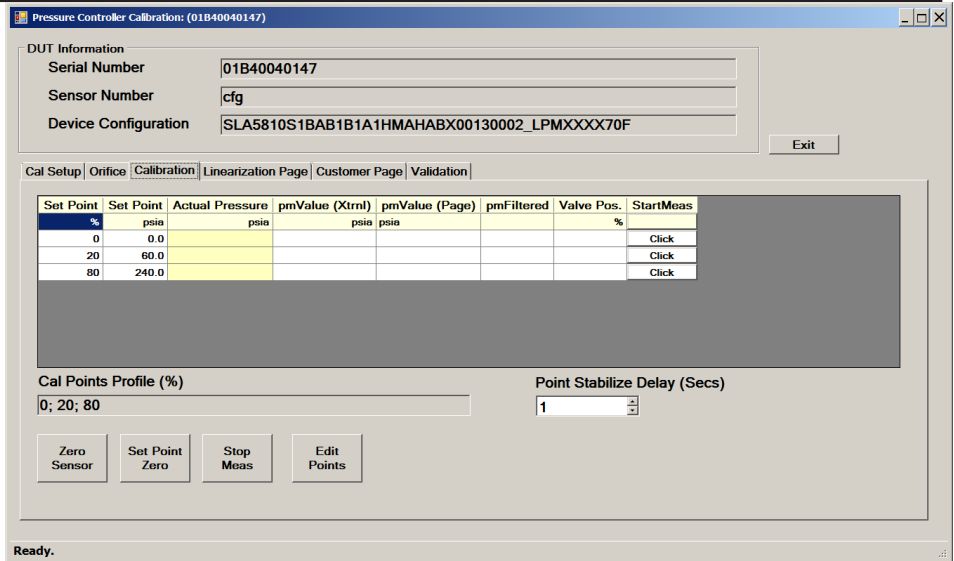 Pressure Controller Calibration: (01B40040147)
DUT Information
Serial Number 01B40040147
Sensor Number cfg
Device Configuration SLA5810S1BAB1B1A1HMAHABX00130002_LPMXXXX70F
Exit
Cal Setup Orifice Calibration Linearization Page Customer Page Validation
Set Point Set Point Actual Pressure pmValue (Xtrnl) pmValue (Page) pmFiltered Valve Pos. StartMeas
% psia psia psia psia %
0 0.0 Click
20 60.0 Click
80 240.0 Click
Cal Points Profile (%) Point Stabilize Delay (Secs)
0; 20; 80 1
Zero Set Point Stop Edit
Sensor Zero Meas Points
Ready.